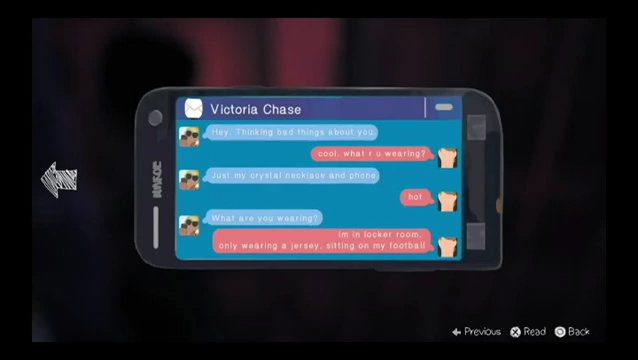 Victoria Chase
Hey. Thinking bad things about you.
cool, what r u wearing?
Just my crystal necklace and phone
hot
What are you wearing?
im in locker room,
only wearing a jersey, sitting on my football
Previous
Read
Back